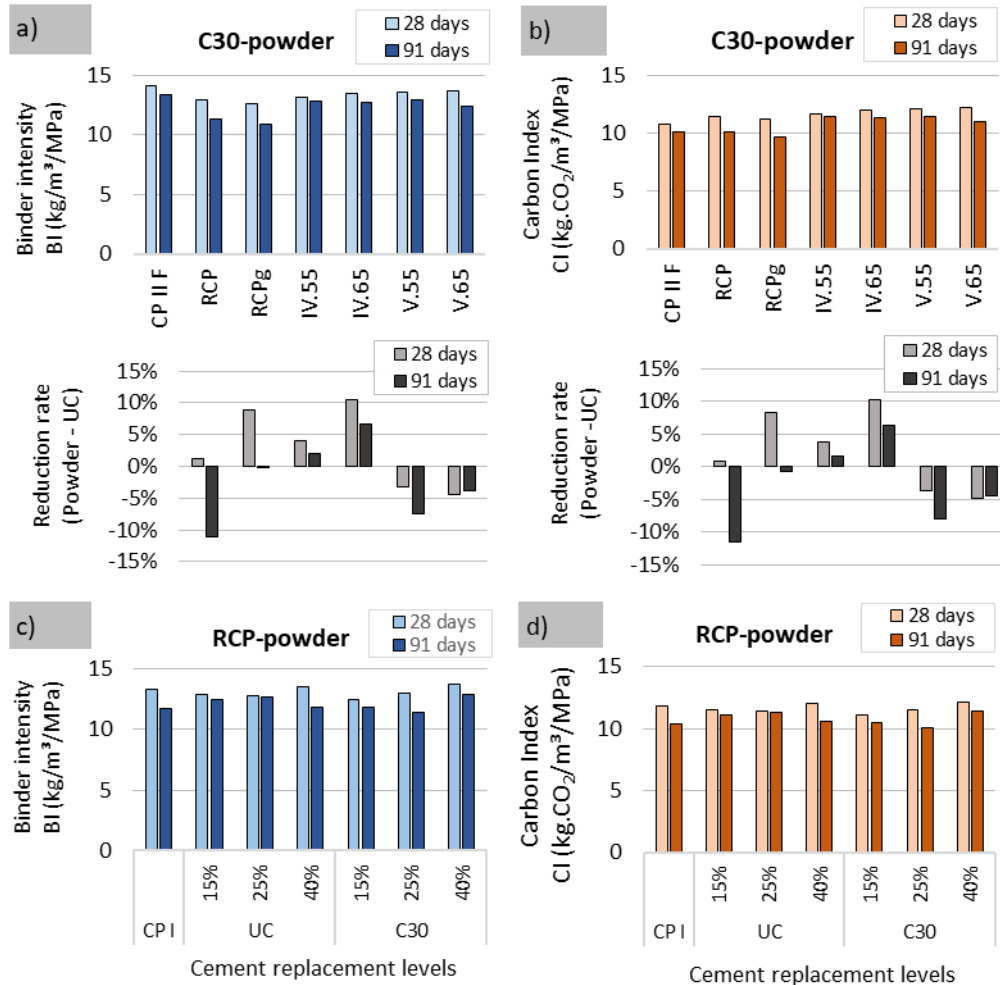 a)
C30-powder
28 days
91 days
Binder intensity
BI (kg/m³/MPa)
15
10
5
0
CP II F
RCP
RCPg
IV.55
IV.65
V.55
V.65
28 days
91 days
Reduction rate
(Powder - UC)
15%
10%
5%
0%
-5%
-10%
-15%
b)
C30-powder
28 days
91 days
Carbon Index
CI (kg.CO₂/m³/MPa)
15
10
5
0
CP II F
RCP
RCPg
IV.55
IV.65
V.55
V.65
28 days
91 days
Reduction rate
(Powder -UC)
15%
10%
5%
0%
-5%
-10%
-15%
c)
RCP-powder
28 days
91 days
Binder intensity
BI (kg/m³/MPa)
15
10
5
0
15%
25%
40%
15%
25%
40%
CP I
UC
C30
Cement replacement levels
d)
RCP-powder
28 days
91 days
Carbon Index
CI (kg.CO₂/m³/MPa)
15
10
5
0
15%
25%
40%
15%
25%
40%
CP I
UC
C30
Cement replacement levels